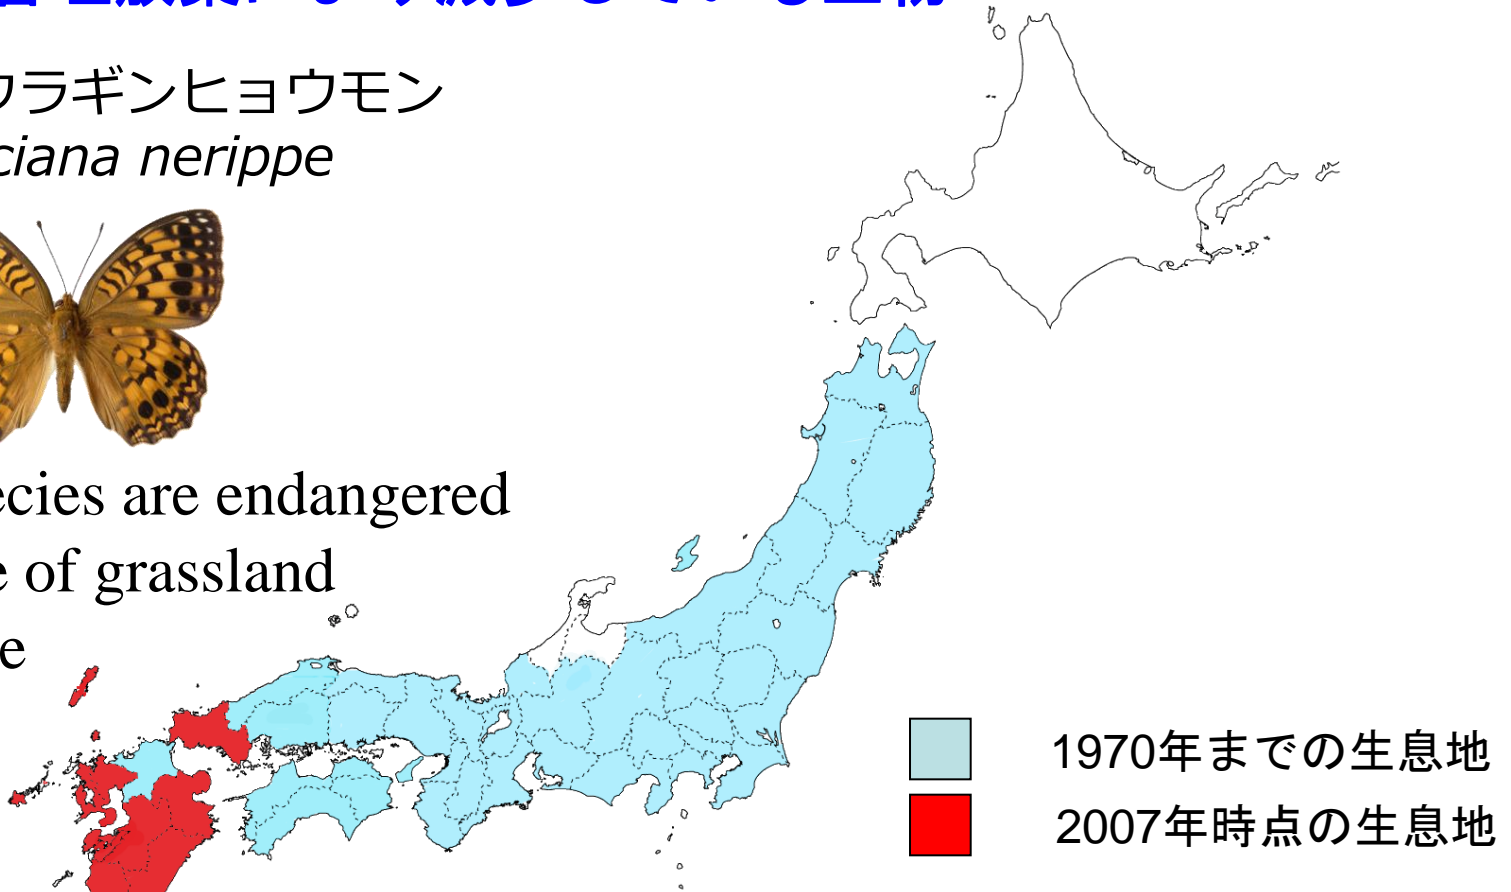 ウラギンヒョウモン
ciana nerippe
ecies are endangered
e of grassland
e
1970年までの生息地
2007年時点の生息地